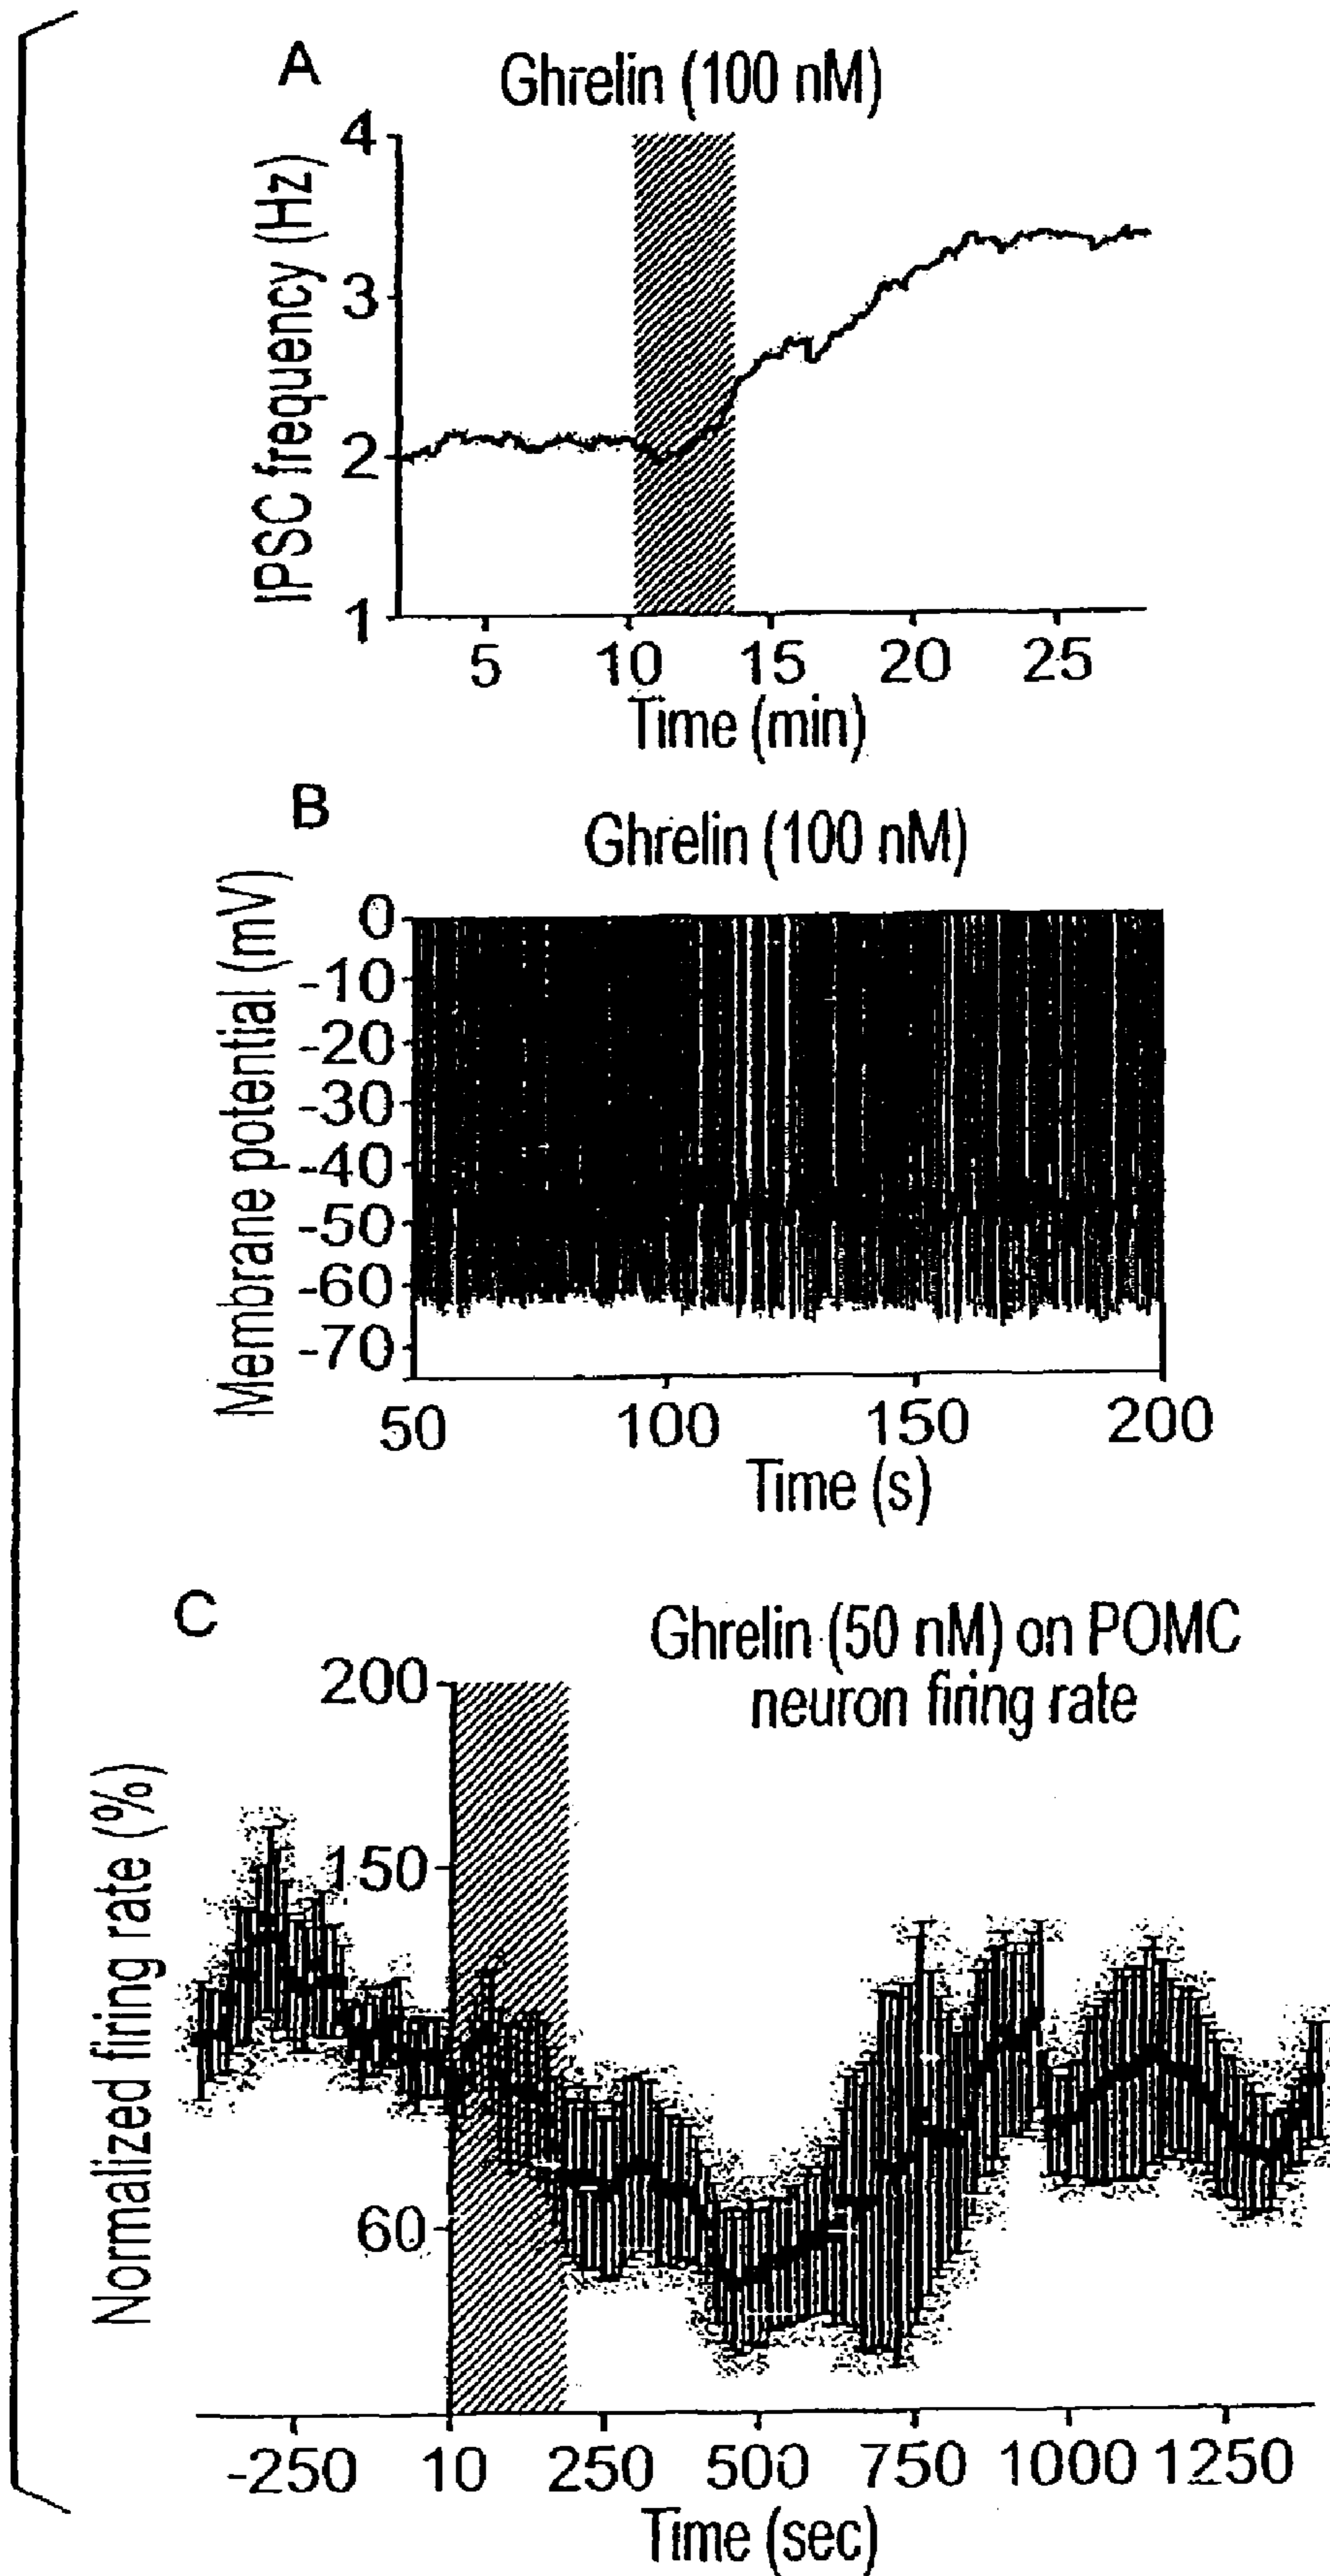 A
Ghrelin (100 nM)
IPSC frequency (Hz)
4
3
2
1
5 10 15 20 25
Time (min)
B
Ghrelin (100 nM)
Membrane potential (mV)
0
-10
-20
-30
-40
-50
-60
-70
50 100 150 200
Time (s)
C
Ghrelin (50 nM) on POMC
neuron firing rate
Normalized firing rate (%)
200
150
60
-250 10 250 500 750 1000 1250
Time (sec)